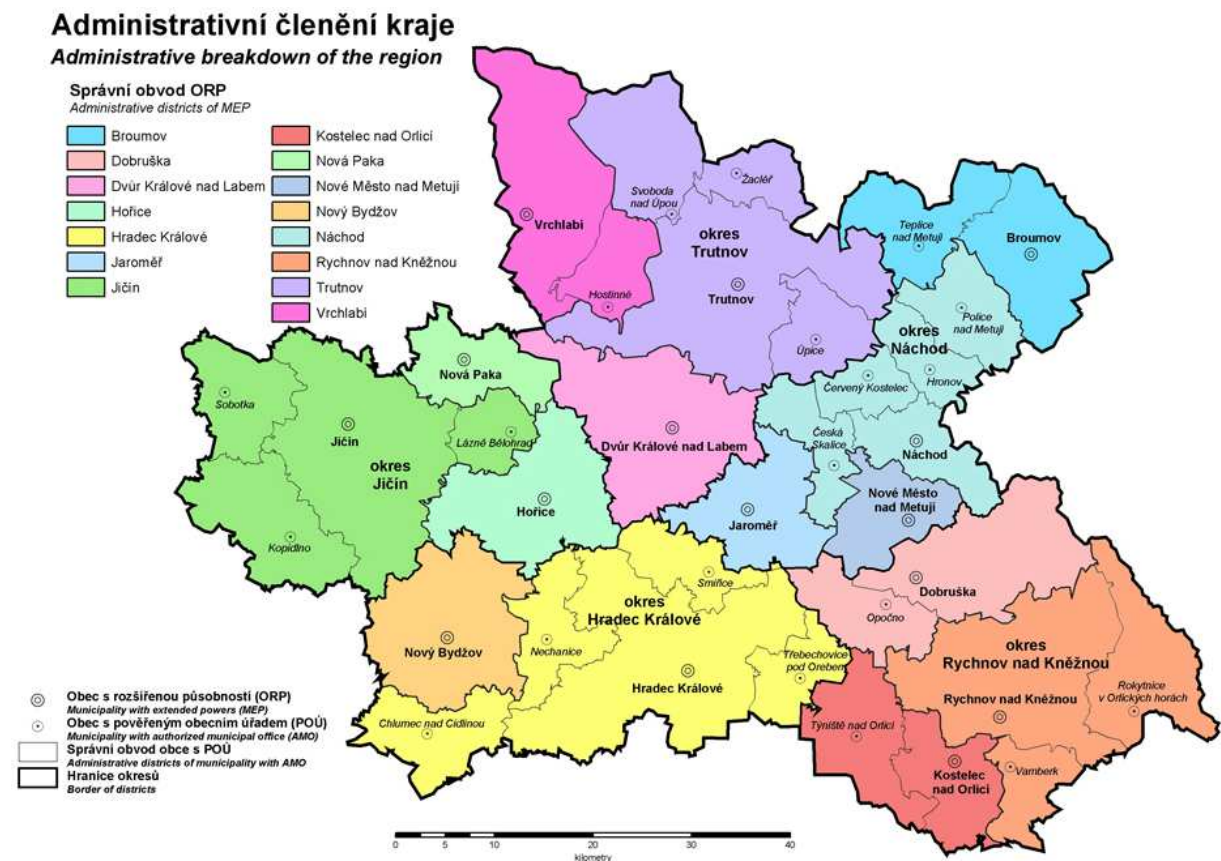 Administrativní členění kraje
Administrative breakdown of the region
Správní obvod ORP
Administrative districts of MEP
Broumov
Dobruška
Dvůr Králové nad Labem
Hořice
Hradec Králové
Jaroměř
Jičín
Kostelec nad Orlicí
Nová Paka
Nové Město nad Metují
Nový Bydžov
Náchod
Rychnov nad Kněžnou
Trutnov
Vrchlabí
Žacléř
Svoboda
nad Úpou
Vrchlabí
okres
Trutnov
Teplice
nad Metují
Broumov
Trutnov
Hostinné
Police
nad Metují
okres
Náchod
Úpice
Hronov
Červený Kostelec
Nová Paka
Sobotka
Jičín
Lázně Bělohrad
Dvůr Králové nad Labem
Česká
Skalice
Náchod
okres
Jičín
Hořice
Nové Město
nad Metují
Jaroměř
Kopidlno
Smiřice
Dobruška
okres
Hradec Králové
Opočno
Nový Bydžov
Nechanice
Třebechovice
pod Oreben
okres
Rychnov nad Kněžnou
Hradec Králové
Rychnov nad Kněžnou
Rokytnice
v Orlických horách
Chlumec nad Cidlinou
Týniště nad Orlicí
Kostelec
nad Orlicí
Vamberk
Obec s rozšířenou působností (ORP)
Municipality with extended powers (MEP)
Obec s pověřeným obecním úřadem (POÚ)
Municipality with authorized municipal office (AMO)
Správní obvod obce s POÚ
Administrative districts of municipality with AMO
Hranice okresů
Border of districts
0 5 10 20 30 40
kilometry